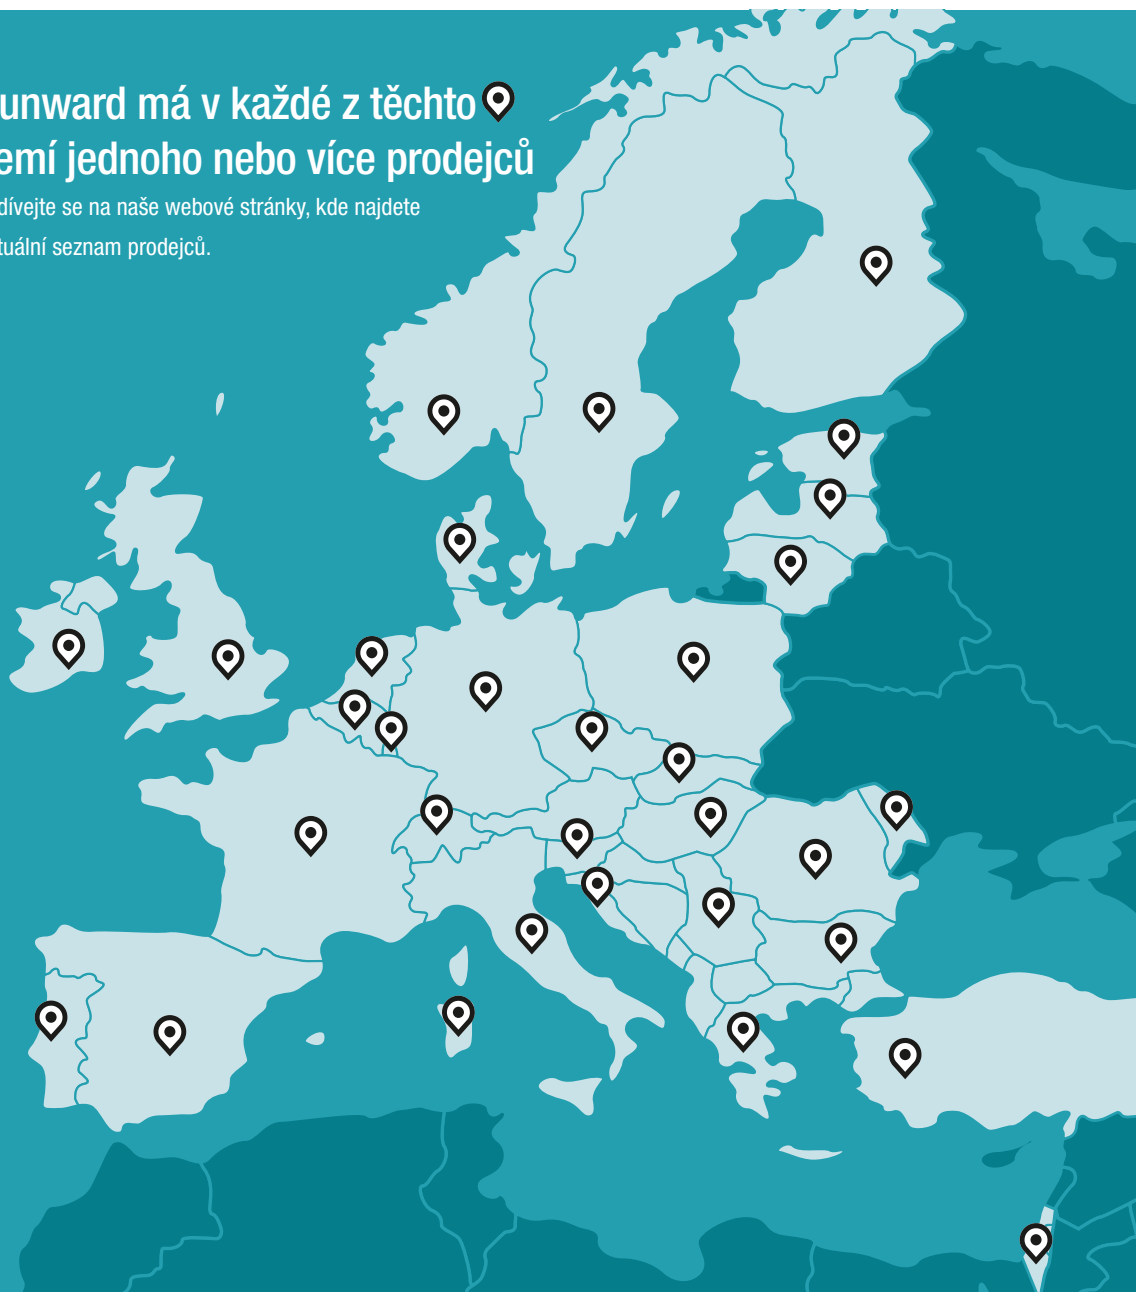 unward má v každé z těchto
emí jednoho nebo více prodejců
dívejte se na naše webové stránky, kde najdete
tuální seznam prodejců.